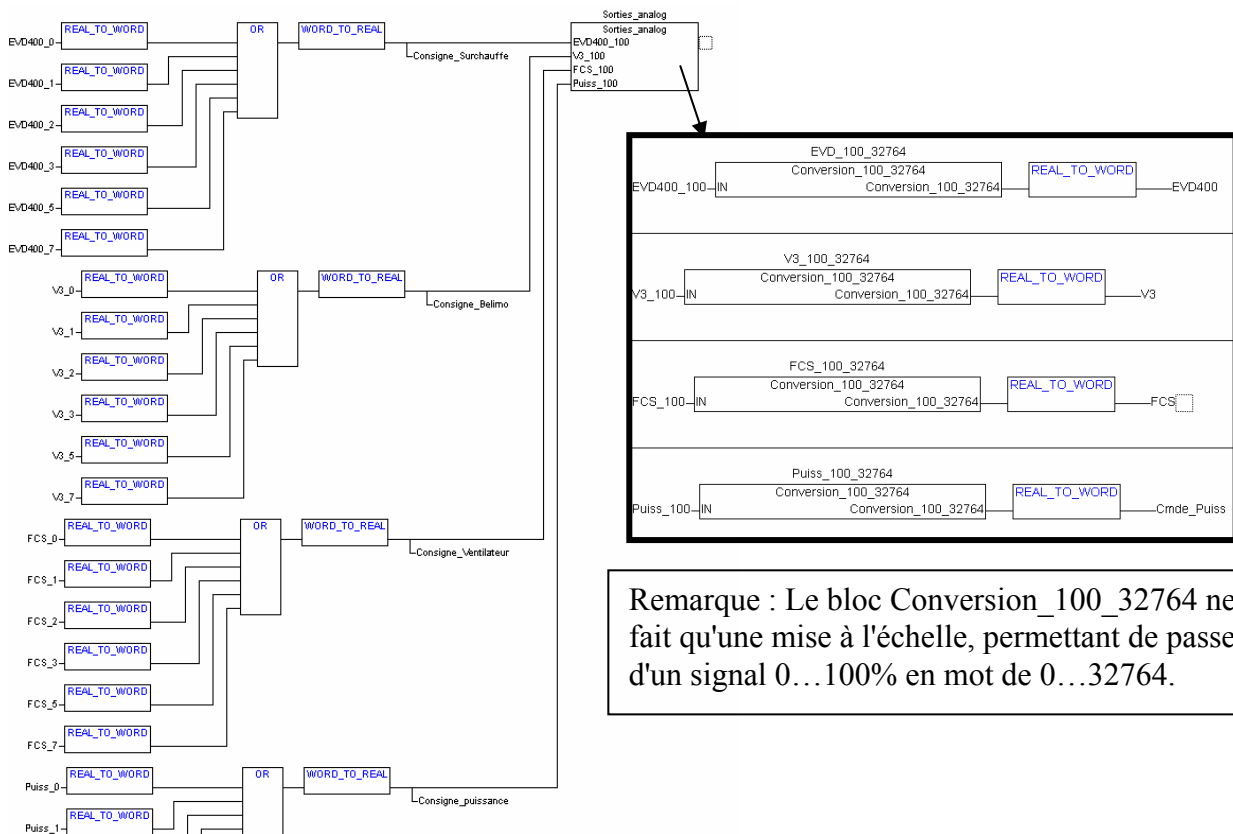 Sorties_analog
REAL_TO_WORD OR WORD_TO_REAL Sorties_analog
EVD400_0 EVD400_100
Consigne_Surchauffe V3_100
REAL_TO_WORD FCS_100
EVD400_1 Puiss_100
REAL_TO_WORD
EVD400_2
REAL_TO_WORD
EVD400_3
REAL_TO_WORD
EVD400_5
REAL_TO_WORD
EVD400_7
REAL_TO_WORD OR WORD_TO_REAL
V3_0
Consigne_Belimo
REAL_TO_WORD
V3_1
REAL_TO_WORD
V3_2
REAL_TO_WORD
V3_3
REAL_TO_WORD
V3_5
REAL_TO_WORD
V3_7
REAL_TO_WORD OR WORD_TO_REAL
FCS_0
Consigne_Ventilateur
REAL_TO_WORD
FCS_1
REAL_TO_WORD
FCS_2
REAL_TO_WORD
FCS_3
REAL_TO_WORD
FCS_5
REAL_TO_WORD
FCS_7
REAL_TO_WORD OR WORD_TO_REAL
Puiss_0
Consigne_puissance
REAL_TO_WORD
Puiss_1
EVD_100_32764
Conversion_100_32764 REAL_TO_WORD
EVD400_100 IN Conversion_100_32764 EVD400
V3_100_32764
Conversion_100_32764 REAL_TO_WORD
V3_100 IN Conversion_100_32764 V3
FCS_100_32764
Conversion_100_32764 REAL_TO_WORD
FCS_100 IN Conversion_100_32764 FCS
Puiss_100_32764
Conversion_100_32764 REAL_TO_WORD
Puiss_100 IN Conversion_100_32764 Cmde_Puiss
Remarque : Le bloc Conversion_100_32764 ne
fait qu'une mise à l'échelle, permettant de passe
d'un signal 0…100% en mot de 0…32764.